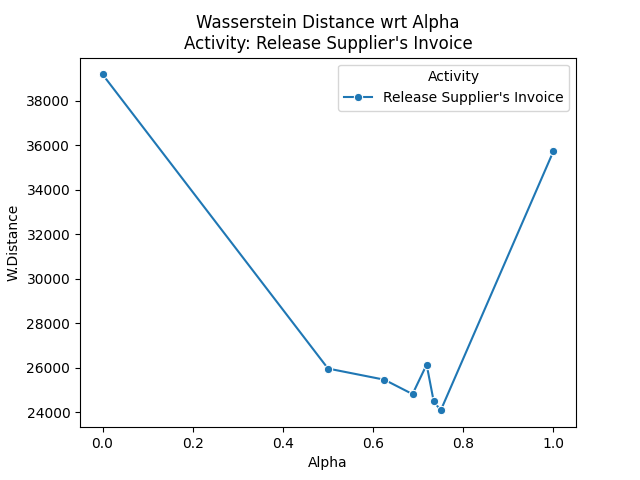 Wasserstein Distance wrt Alpha
Activity: Release Supplier's Invoice
Activity
Release Supplier's Invoice
W.Distance
38000
36000
34000
32000
30000
28000
26000
24000
0.0 0.2 0.4 0.6 0.8 1.0
Alpha